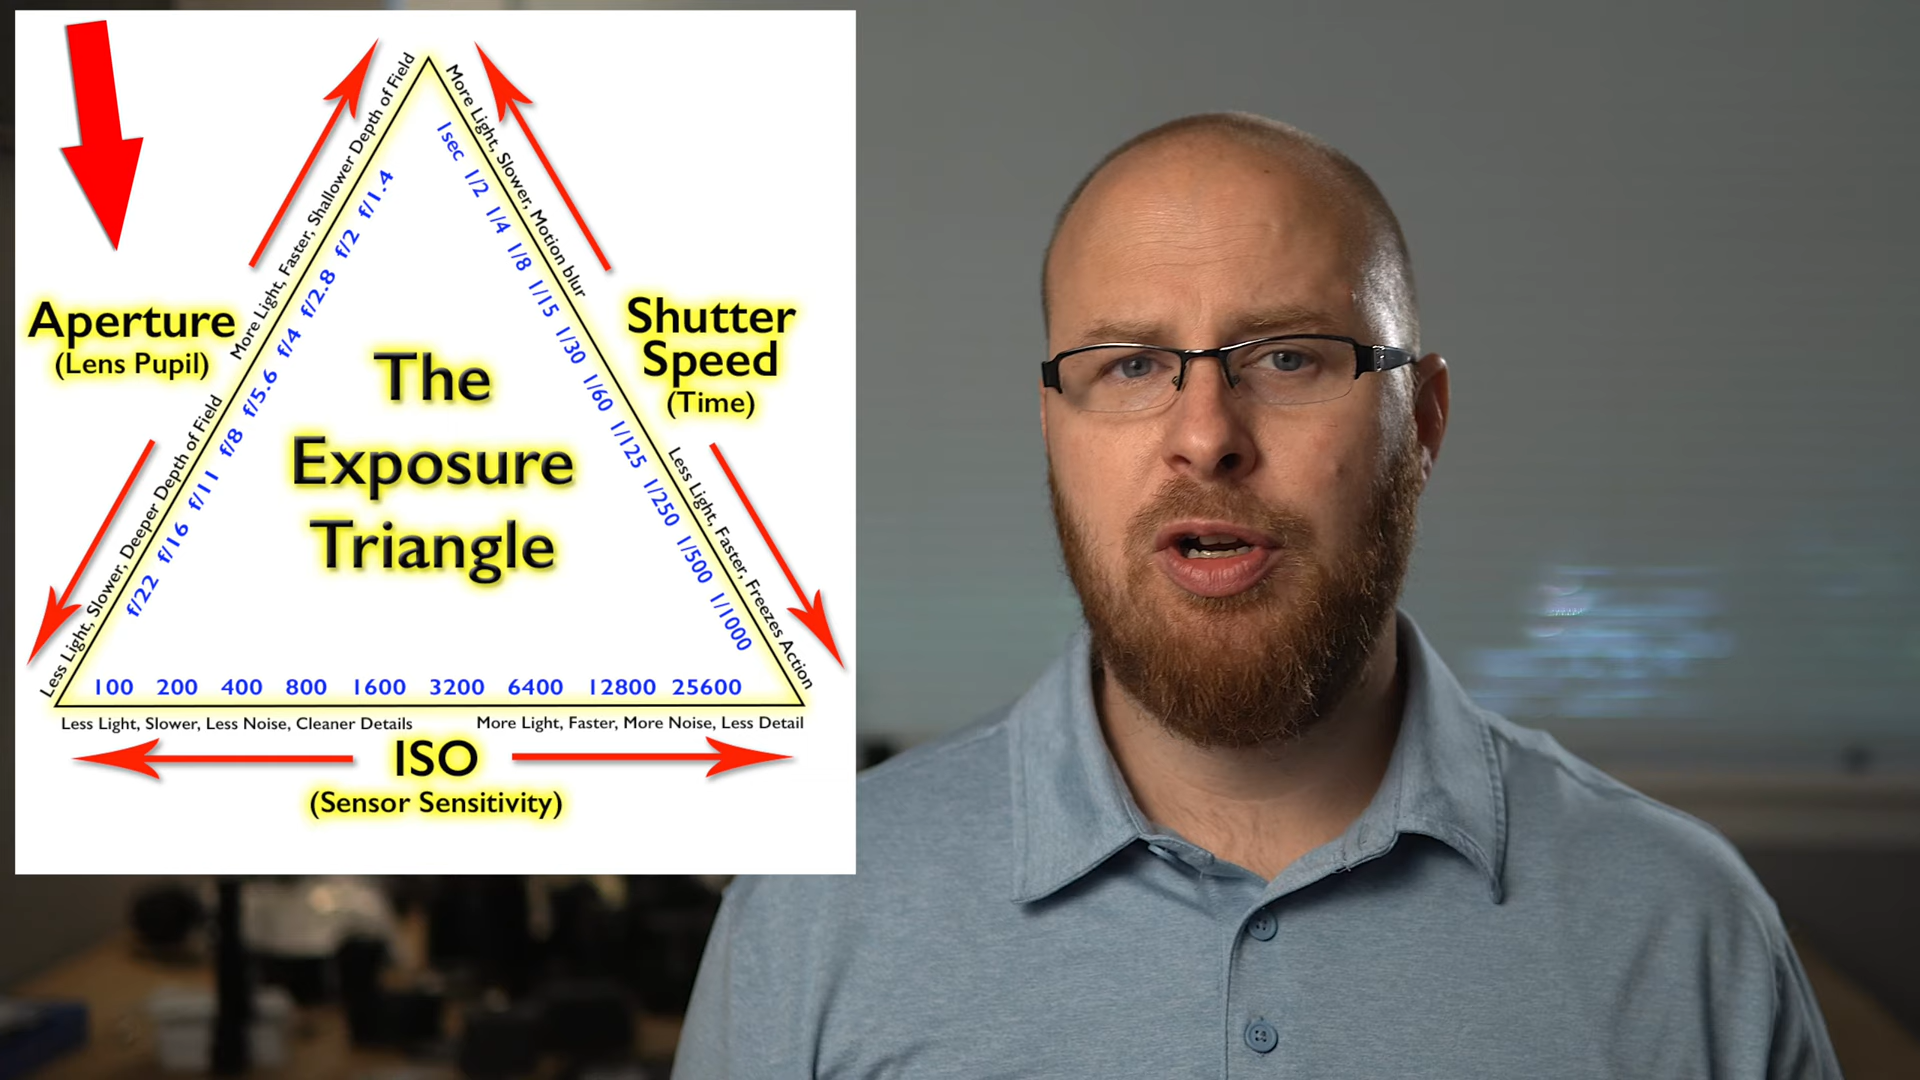 More Light, Faster, Shallower Depth of Field
More Light, Slower, Motion blur
1sec 1/2 1/4 1/8 1/15 1/30 1/60 1/125 1/250 1/500 1/1000
f/22 f/16 f/11 f/8 f/5.6 f/4 f/2.8 f/2 f/1.4
Aperture
(Lens Pupil)
Shutter
Speed
(Time)
The
Exposure
Triangle
Less Light, Slower, Deeper Depth of Field
Less Light, Faster, Freezes Action
100 200 400 800 1600 3200 6400 12800 25600
Less Light, Slower, Less Noise, Cleaner Details
More Light, Faster, More Noise, Less Detail
ISO
(Sensor Sensitivity)